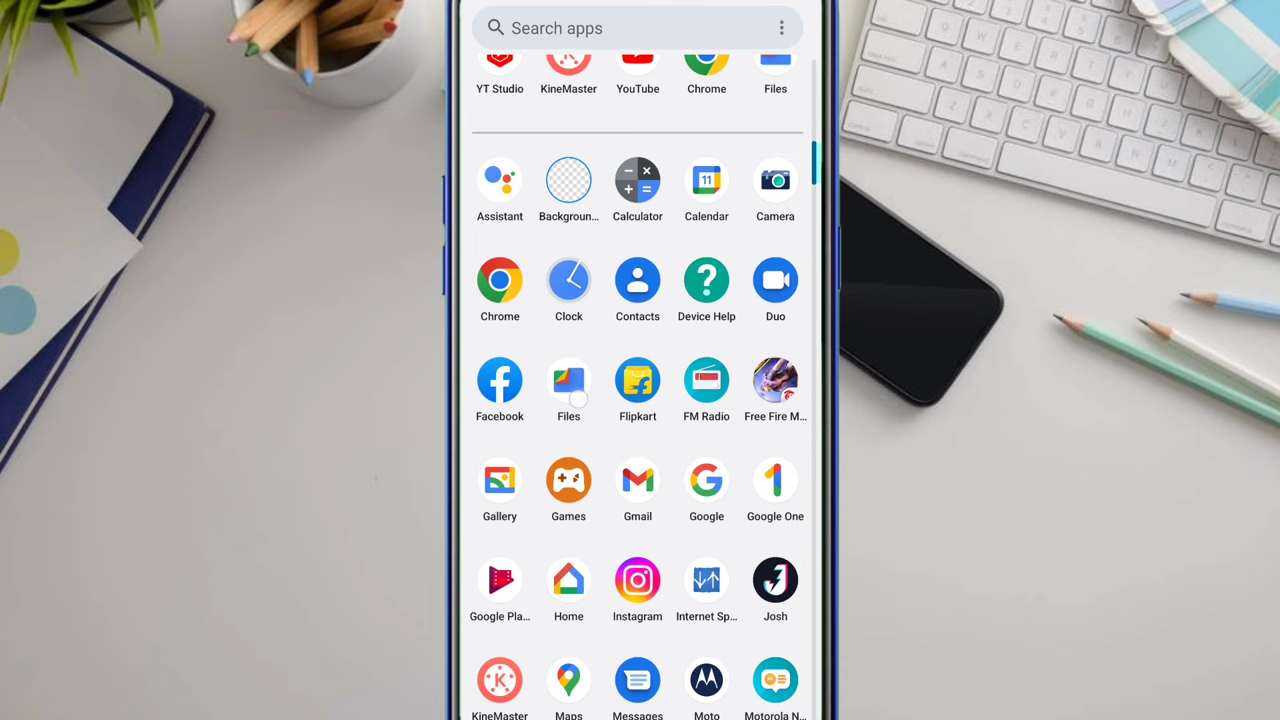 Search apps
YT Studio KineMaster YouTube Chrome Files
Assistant Backgroun... Calculator Calendar Camera
11
Chrome Clock Contacts Device Help Duo
Facebook Files Flipkart FM Radio Free Fire M...
Gallery Games Gmail Google Google One
Google Pla... Home Instagram Internet Sp... Josh
KineMaster Maps Messages Moto Motorola N...